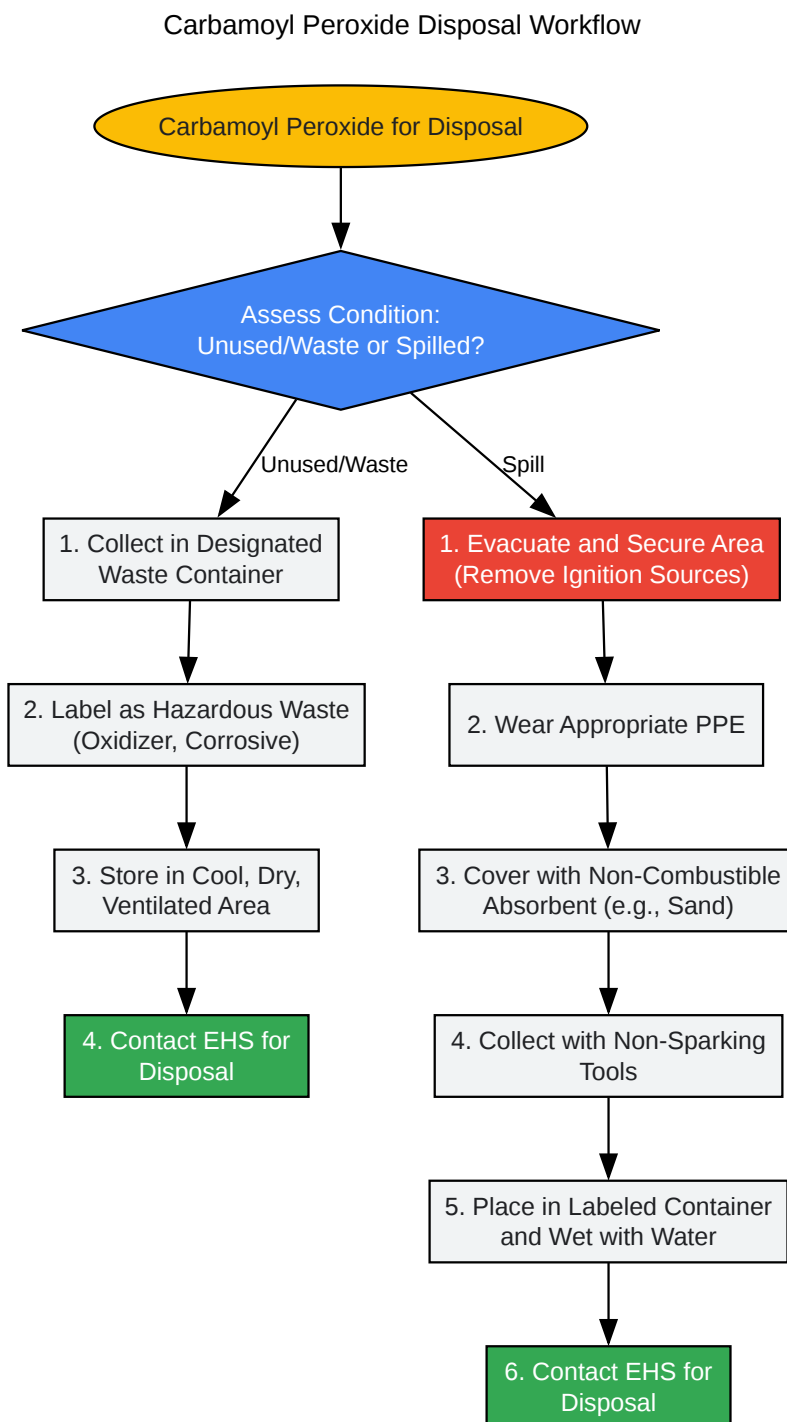 Carbamoyl Peroxide Disposal Workflow
Carbamoyl Peroxide for Disposal
Assess Condition:
Unused/Waste or Spilled?
Unused/Waste
Spill
1. Collect in Designated
Waste Container
1. Evacuate and Secure Area
(Remove Ignition Sources)
2. Label as Hazardous Waste
(Oxidizer, Corrosive)
2. Wear Appropriate PPE
3. Store in Cool, Dry,
Ventilated Area
3. Cover with Non-Combustible
Absorbent (e.g., Sand)
4. Contact EHS for
Disposal
4. Collect with Non-Sparking
Tools
5. Place in Labeled Container
and Wet with Water
6. Contact EHS for
Disposal